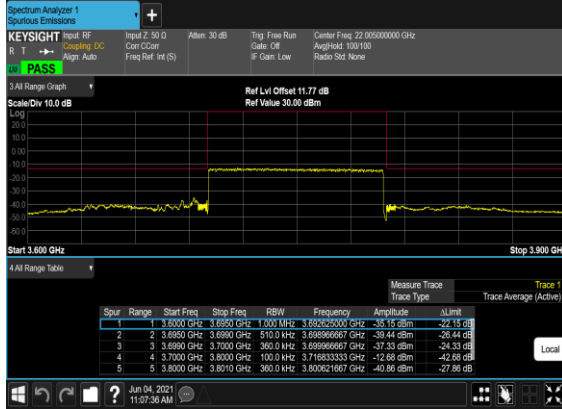 Spectrum Analyzer 1
Spurious Emissions
KEYSIGHT
R T
Input: RF
Coupling: DC
Align: Auto
Input Z: 50 Ω
Corr CCorr
Freq Ref: Int (S)
Atten: 30 dB
Trig: Free Run
Gate: Off
IF Gain: Low
Center Freq: 22.005000000 GHz
Avg|Hold: 100/100
Radio Std: None
PASS
3 All Range Graph
Ref Lvl Offset 11.77 dB
Scale/Div 10.0 dB
Ref Value 30.00 dBm
Log
20.0
10.0
0.00
-10.0
-20.0
-30.0
-40.0
-50.0
-60.0
Start 3.600 GHz
Stop 3.900 GH
4 All Range Table
Measure Trace Trace 1
Trace Type Trace Average (Active)
Spur Range Start Freq Stop Freq RBW Frequency Amplitude ΔLimit
1 1 3.6000 GHz 3.6950 GHz 1.000 MHz 3.692625000 GHz -35.15 dBm -22.15 dB
2 2 3.6950 GHz 3.6990 GHz 510.0 kHz 3.698966667 GHz -39.44 dBm -26.44 dB
3 3 3.6990 GHz 3.7000 GHz 360.0 kHz 3.699966667 GHz -37.33 dBm -24.33 dB
4 4 3.7000 GHz 3.8000 GHz 100.0 kHz 3.716833333 GHz -12.68 dBm -42.68 dB
5 5 3.8000 GHz 3.8010 GHz 360.0 kHz 3.800621667 GHz -40.86 dBm -27.86 dB
Local
?
Jun 04, 2021
11:07:36 AM